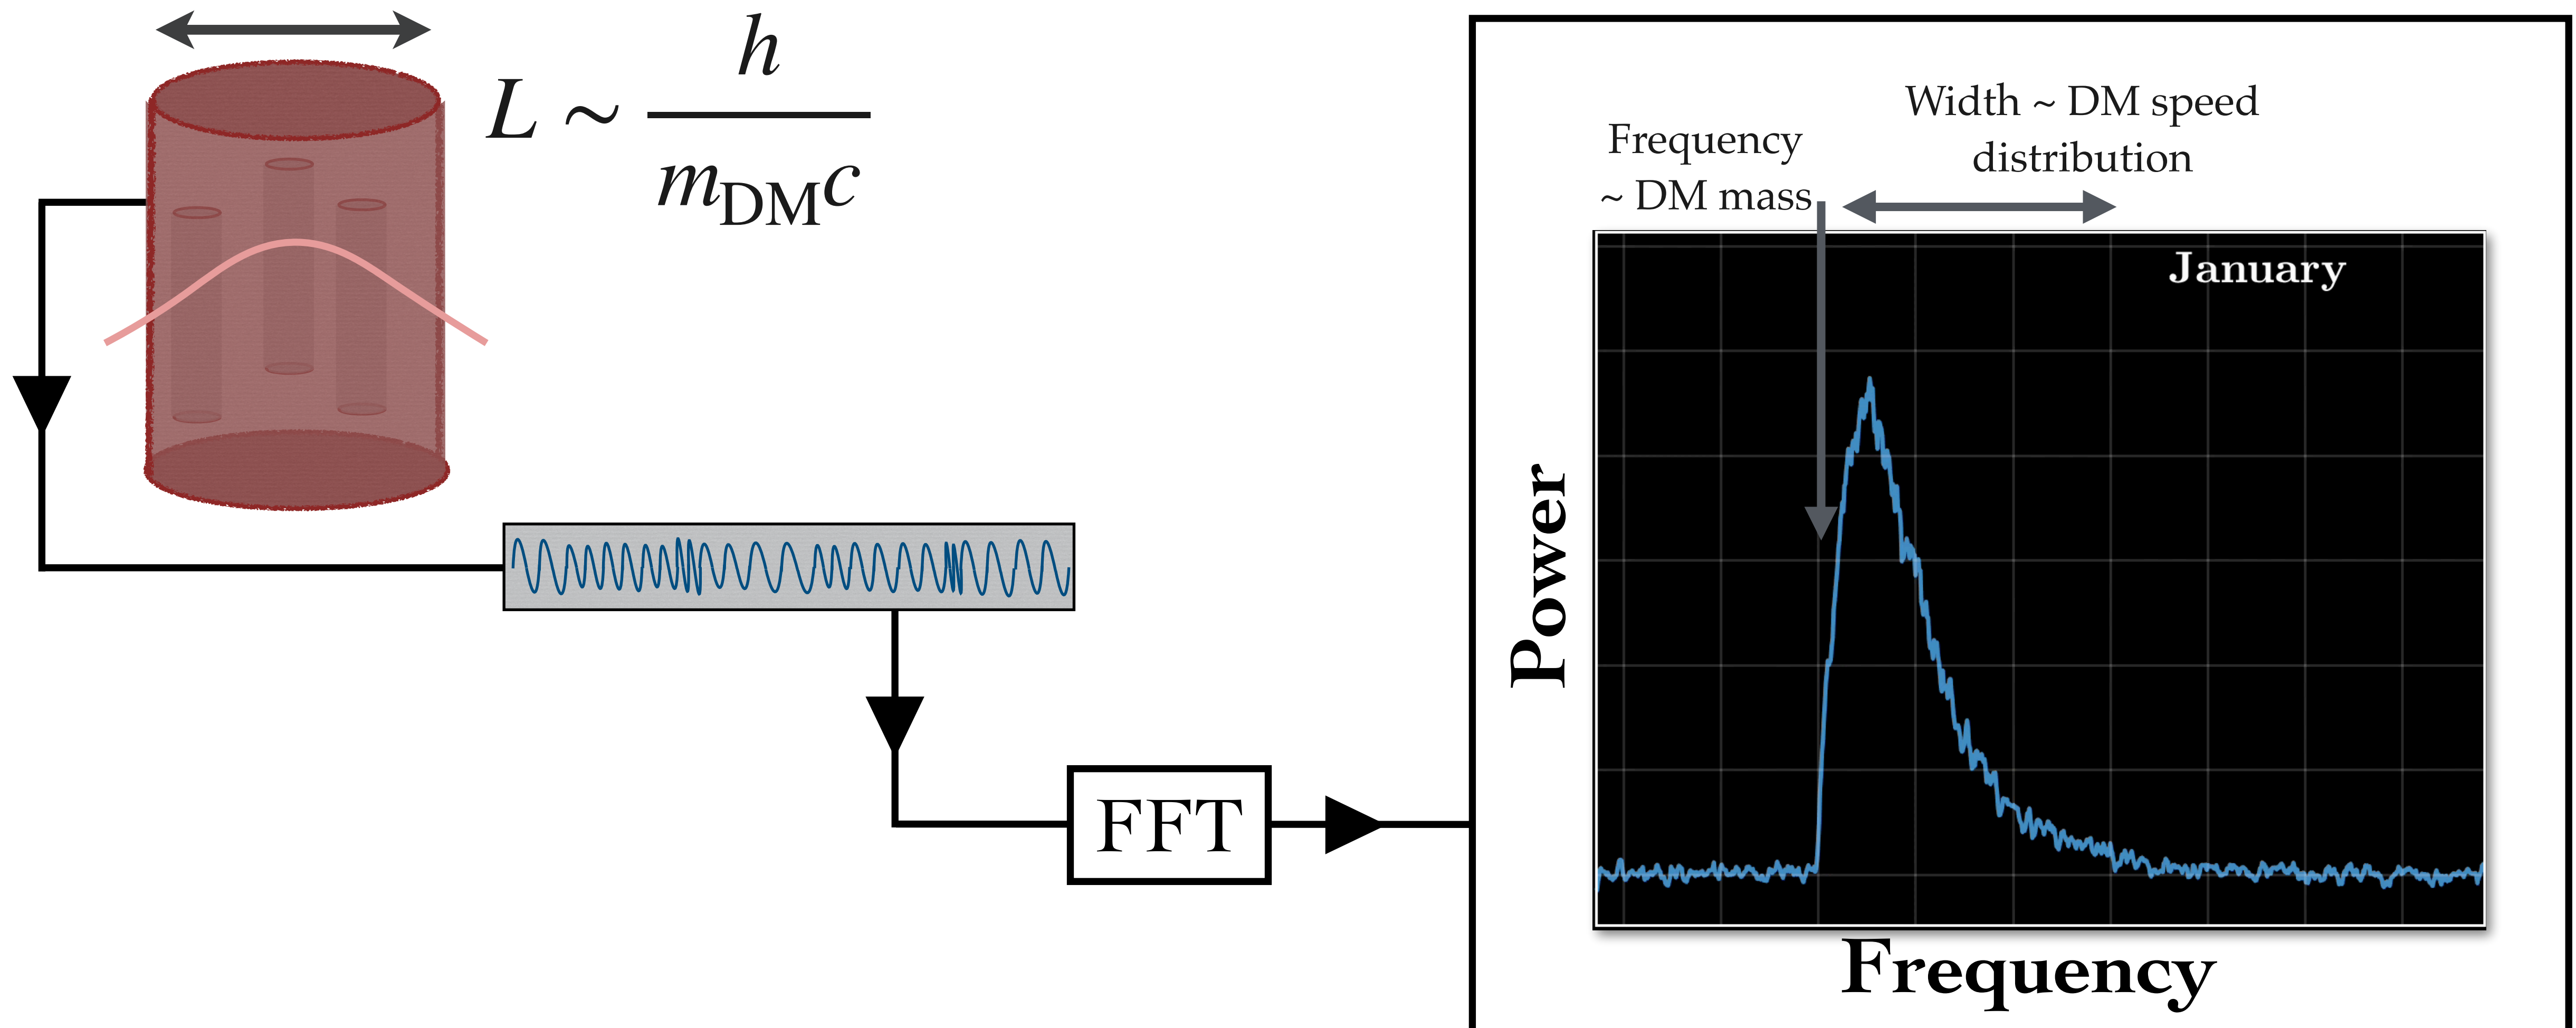 L ~ h / m_DM c
Frequency
~ DM mass
Width ~ DM speed
distribution
January
Power
Frequency
FFT